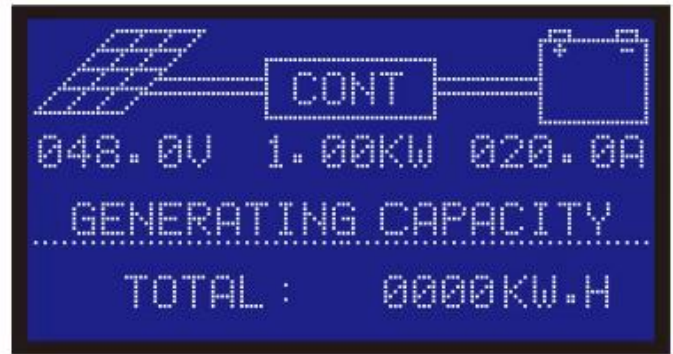 CONT
048.0V 1.00KW 020.0A
GENERATING CAPACITY
TOTAL: 0000KW.H